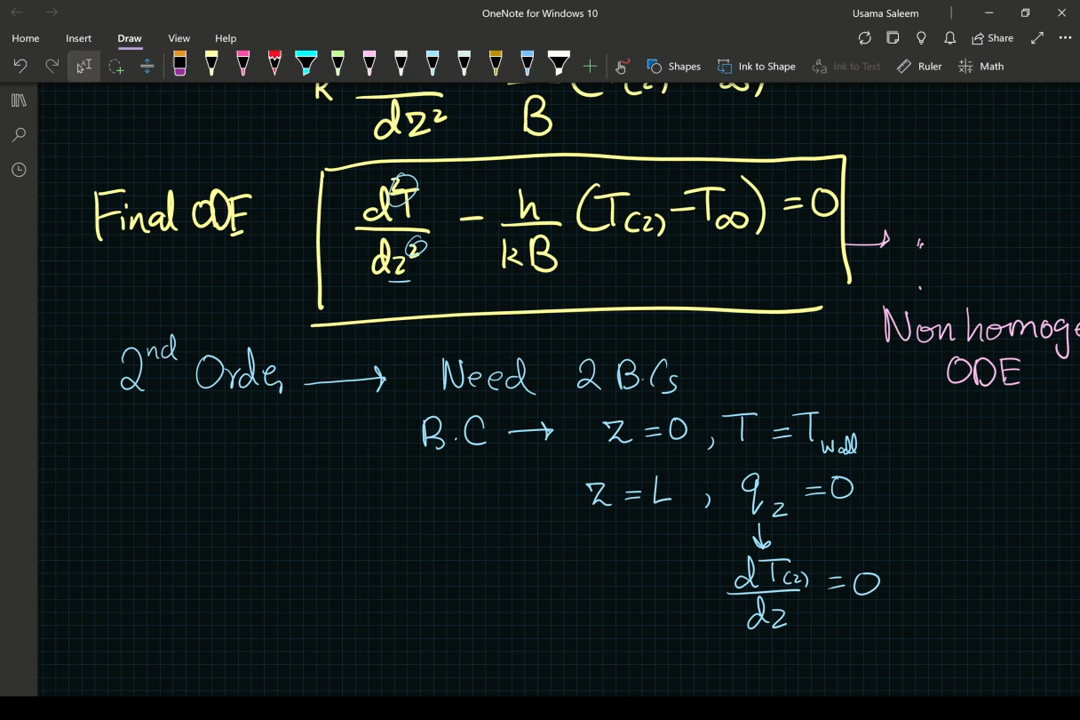 OneNote for Windows 10
Usama Saleem
Home Insert Draw View Help
Share
Shapes Ink to Shape Ink to Text Ruler Math
k
dz² B
Final ODE d²T/dz² - h/kB (T(z) - T∞) = 0
Nonhomoge
ODE
2nd Order → Need 2 B.Cs
B.C → z = 0, T = Twall
z = L, qz = 0
↓
dT(z)/dz = 0